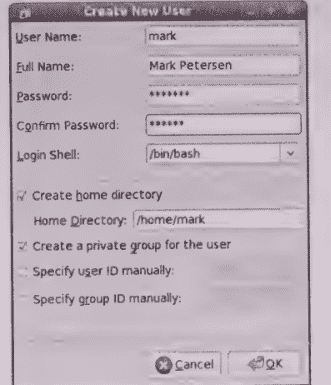 Create New User
User Name: mark
Full Name: Mark Petersen
Password: *******
Confirm Password: ******
Login Shell: /bin/bash
Create home directory
Home Directory: /home/mark
Create a private group for the user
Specify user ID manually:
Specify group ID manually:
Cancel OK